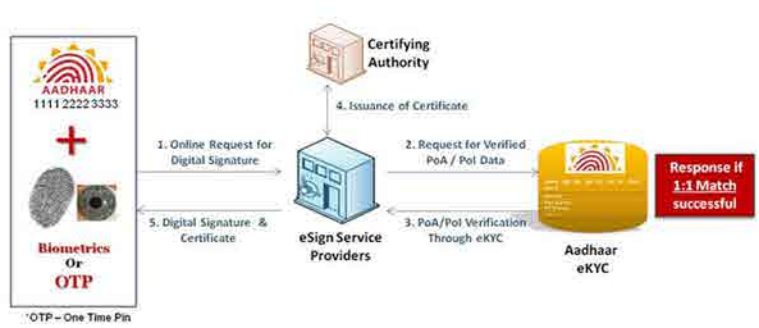 AADHAAR
1111 2222 3333
Biometrics
Or
OTP
*OTP – One Time Pin
1. Online Request for
Digital Signature
5. Digital Signature &
Certificate
Certifying
Authority
4. Issuance of Certificate
eSign Service
Providers
2. Request for Verified
PoA / PoI Data
3. PoA/PoI Verification
Through eKYC
Aadhaar
eKYC
Response if
1:1 Match
successful